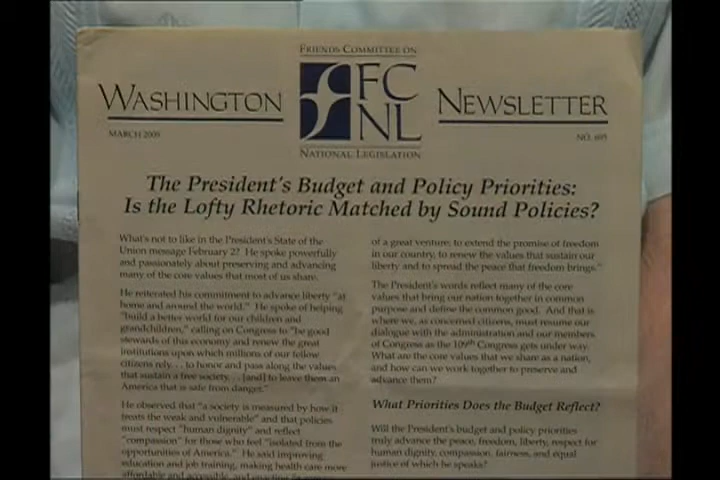 FRIENDS COMMITTEE ON
WASHINGTON
FCNL
NEWSLETTER
MARCH 2005
NO. 695
NATIONAL LEGISLATION
The President's Budget and Policy Priorities:
Is the Lofty Rhetoric Matched by Sound Policies?
What's not to like in the President's State of the
Union message February 2? He spoke powerfully
and passionately about preserving and advancing
many of the core values that most of us share.
He reiterated his commitment to advance liberty "at
home and around the world." He spoke of helping
"build a better world for our children and
grandchildren," calling on Congress to "be good
stewards of this economy and renew the great
institutions upon which millions of our fellow
citizens rely. . . to honor and pass along the values
that sustain a free society. . . [and] to leave them an
America that is safe from danger."
He observed that "a society is measured by how it
treats the weak and vulnerable" and that policies
must respect "human dignity" and reflect
"compassion" for those who feel "isolated from the
opportunities of America." He said improving
education and job training, making health care more
affordable and accessible, and
of a great venture; to extend the promise of freedom
in our country, to renew the values that sustain our
liberty and to spread the peace that freedom brings."
The President's words reflect many of the core
values that bring our nation together in common
purpose and define the common good. And that is
where we, as concerned citizens, must resume our
dialogue with the administration and our members
of Congress as the 109th Congress gets under way.
What are the core values that we share as a nation,
and how can we work together to preserve and
advance them?
What Priorities Does the Budget Reflect?
Will the President's budget and policy priorities
truly advance the peace, freedom, liberty, respect for
human dignity, compassion, fairness, and equal
justice of which he speaks?